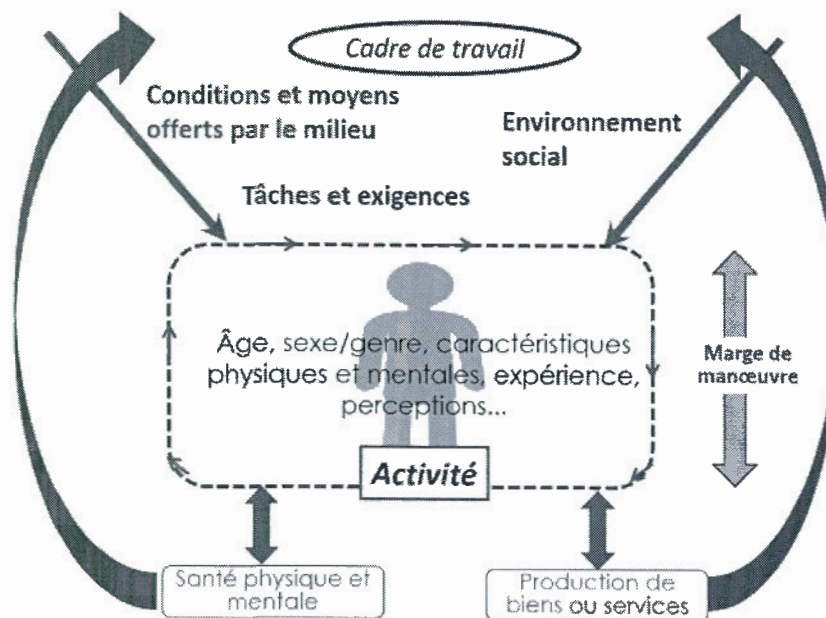 Cadre de travail
Conditions et moyens
offerts par le milieu
Environnement
social
Tâches et exigences
Âge, sexe/genre, caractéristiques
physiques et mentales, expérience,
perceptions...
Marge de
manœuvre
Activité
Santé physique et
mentale
Production de
biens ou services